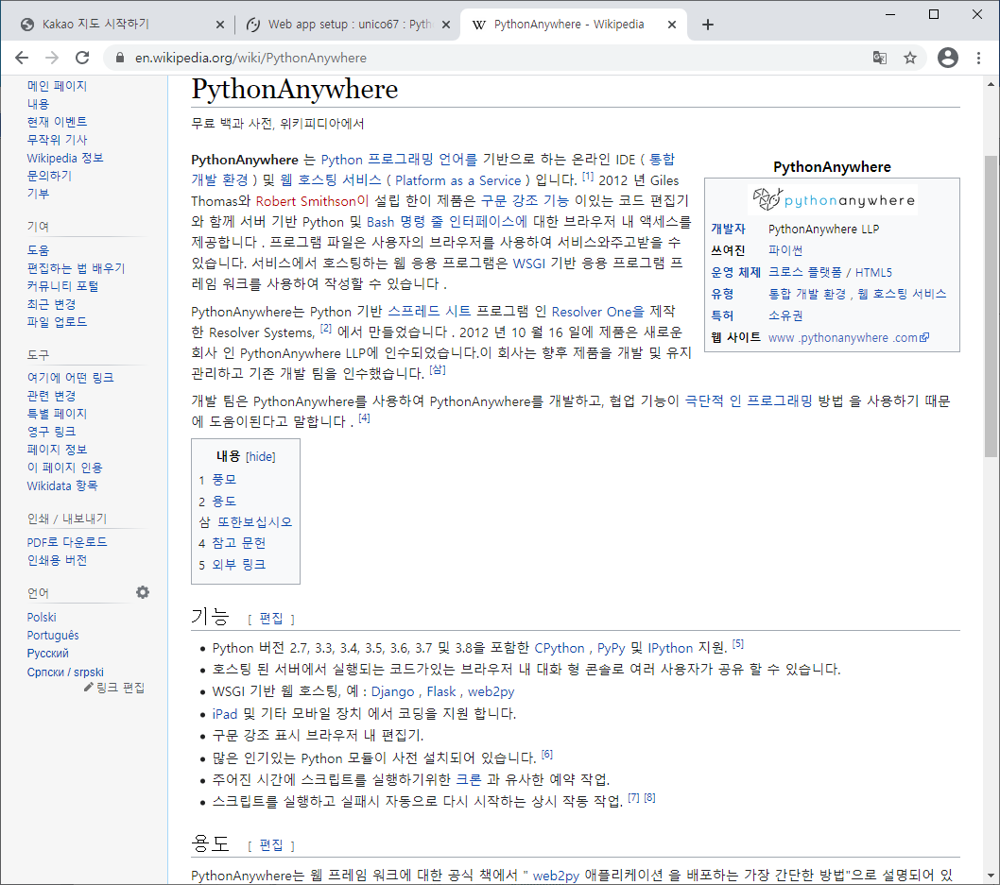 Kakao 지도 시작하기
Web app setup : unico67 : Pyth
PythonAnywhere - Wikipedia
en.wikipedia.org/wiki/PythonAnywhere
메인 페이지
내용
현재 이벤트
무작위 기사
Wikipedia 정보
문의하기
기부
기여
도움
편집하는 법 배우기
커뮤니티 포털
최근 변경
파일 업로드
도구
여기에 어떤 링크
관련 변경
특별 페이지
영구 링크
페이지 정보
이 페이지 인용
Wikidata 항목
인쇄 / 내보내기
PDF로 다운로드
인쇄용 버전
언어
Polski
Português
Русский
Српски / srpski
링크 편집
PythonAnywhere
무료 백과 사전, 위키피디아에서
PythonAnywhere 는 Python 프로그래밍 언어를 기반으로 하는 온라인 IDE ( 통합
개발 환경 ) 및 웹 호스팅 서비스 ( Platform as a Service ) 입니다. [1] 2012 년 Giles
Thomas와 Robert Smithson이 설립 한이 제품은 구문 강조 기능 이있는 코드 편집기
와 함께 서버 기반 Python 및 Bash 명령 줄 인터페이스에 대한 브라우저 내 액세스를
제공합니다 . 프로그램 파일은 사용자의 브라우저를 사용하여 서비스와주고받을 수
있습니다. 서비스에서 호스팅하는 웹 응용 프로그램은 WSGI 기반 응용 프로그램 프
레임 워크를 사용하여 작성할 수 있습니다 .
PythonAnywhere는 Python 기반 스프레드 시트 프로그램 인 Resolver One을 제작
한 Resolver Systems, [2] 에서 만들었습니다 . 2012 년 10 월 16 일에 제품은 새로운
회사 인 PythonAnywhere LLP에 인수되었습니다.이 회사는 향후 제품을 개발 및 유지
관리하고 기존 개발 팀을 인수했습니다. [삼]
개발 팀은 PythonAnywhere를 사용하여 PythonAnywhere를 개발하고, 협업 기능이 극단적 인 프로그래밍 방법 을 사용하기 때문
에 도움이된다고 말합니다 . [4]
PythonAnywhere
pythonanywhere
개발자 PythonAnywhere LLP
쓰여진 파이썬
운영 체제 크로스 플랫폼 / HTML5
유형 통합 개발 환경 , 웹 호스팅 서비스
특허 소유권
웹 사이트 www .pythonanywhere .com
내용 [hide]
1 풍모
2 용도
삼 또한보십시오
4 참고 문헌
5 외부 링크
기능 [ 편집 ]
• Python 버전 2.7, 3.3, 3.4, 3.5, 3.6, 3.7 및 3.8을 포함한 CPython , PyPy 및 IPython 지원. [5]
• 호스팅 된 서버에서 실행되는 코드가있는 브라우저 내 대화 형 콘솔로 여러 사용자가 공유 할 수 있습니다.
• WSGI 기반 웹 호스팅, 예 : Django , Flask , web2py
• iPad 및 기타 모바일 장치 에서 코딩을 지원 합니다.
• 구문 강조 표시 브라우저 내 편집기.
• 많은 인기있는 Python 모듈이 사전 설치되어 있습니다. [6]
• 주어진 시간에 스크립트를 실행하기위한 크론 과 유사한 예약 작업.
• 스크립트를 실행하고 실패시 자동으로 다시 시작하는 상시 작동 작업. [7] [8]
용도 [ 편집 ]
PythonAnywhere는 웹 프레임 워크에 대한 공식 책에서 " web2py 애플리케이션 을 배포하는 가장 간단한 방법"으로 설명되어 있